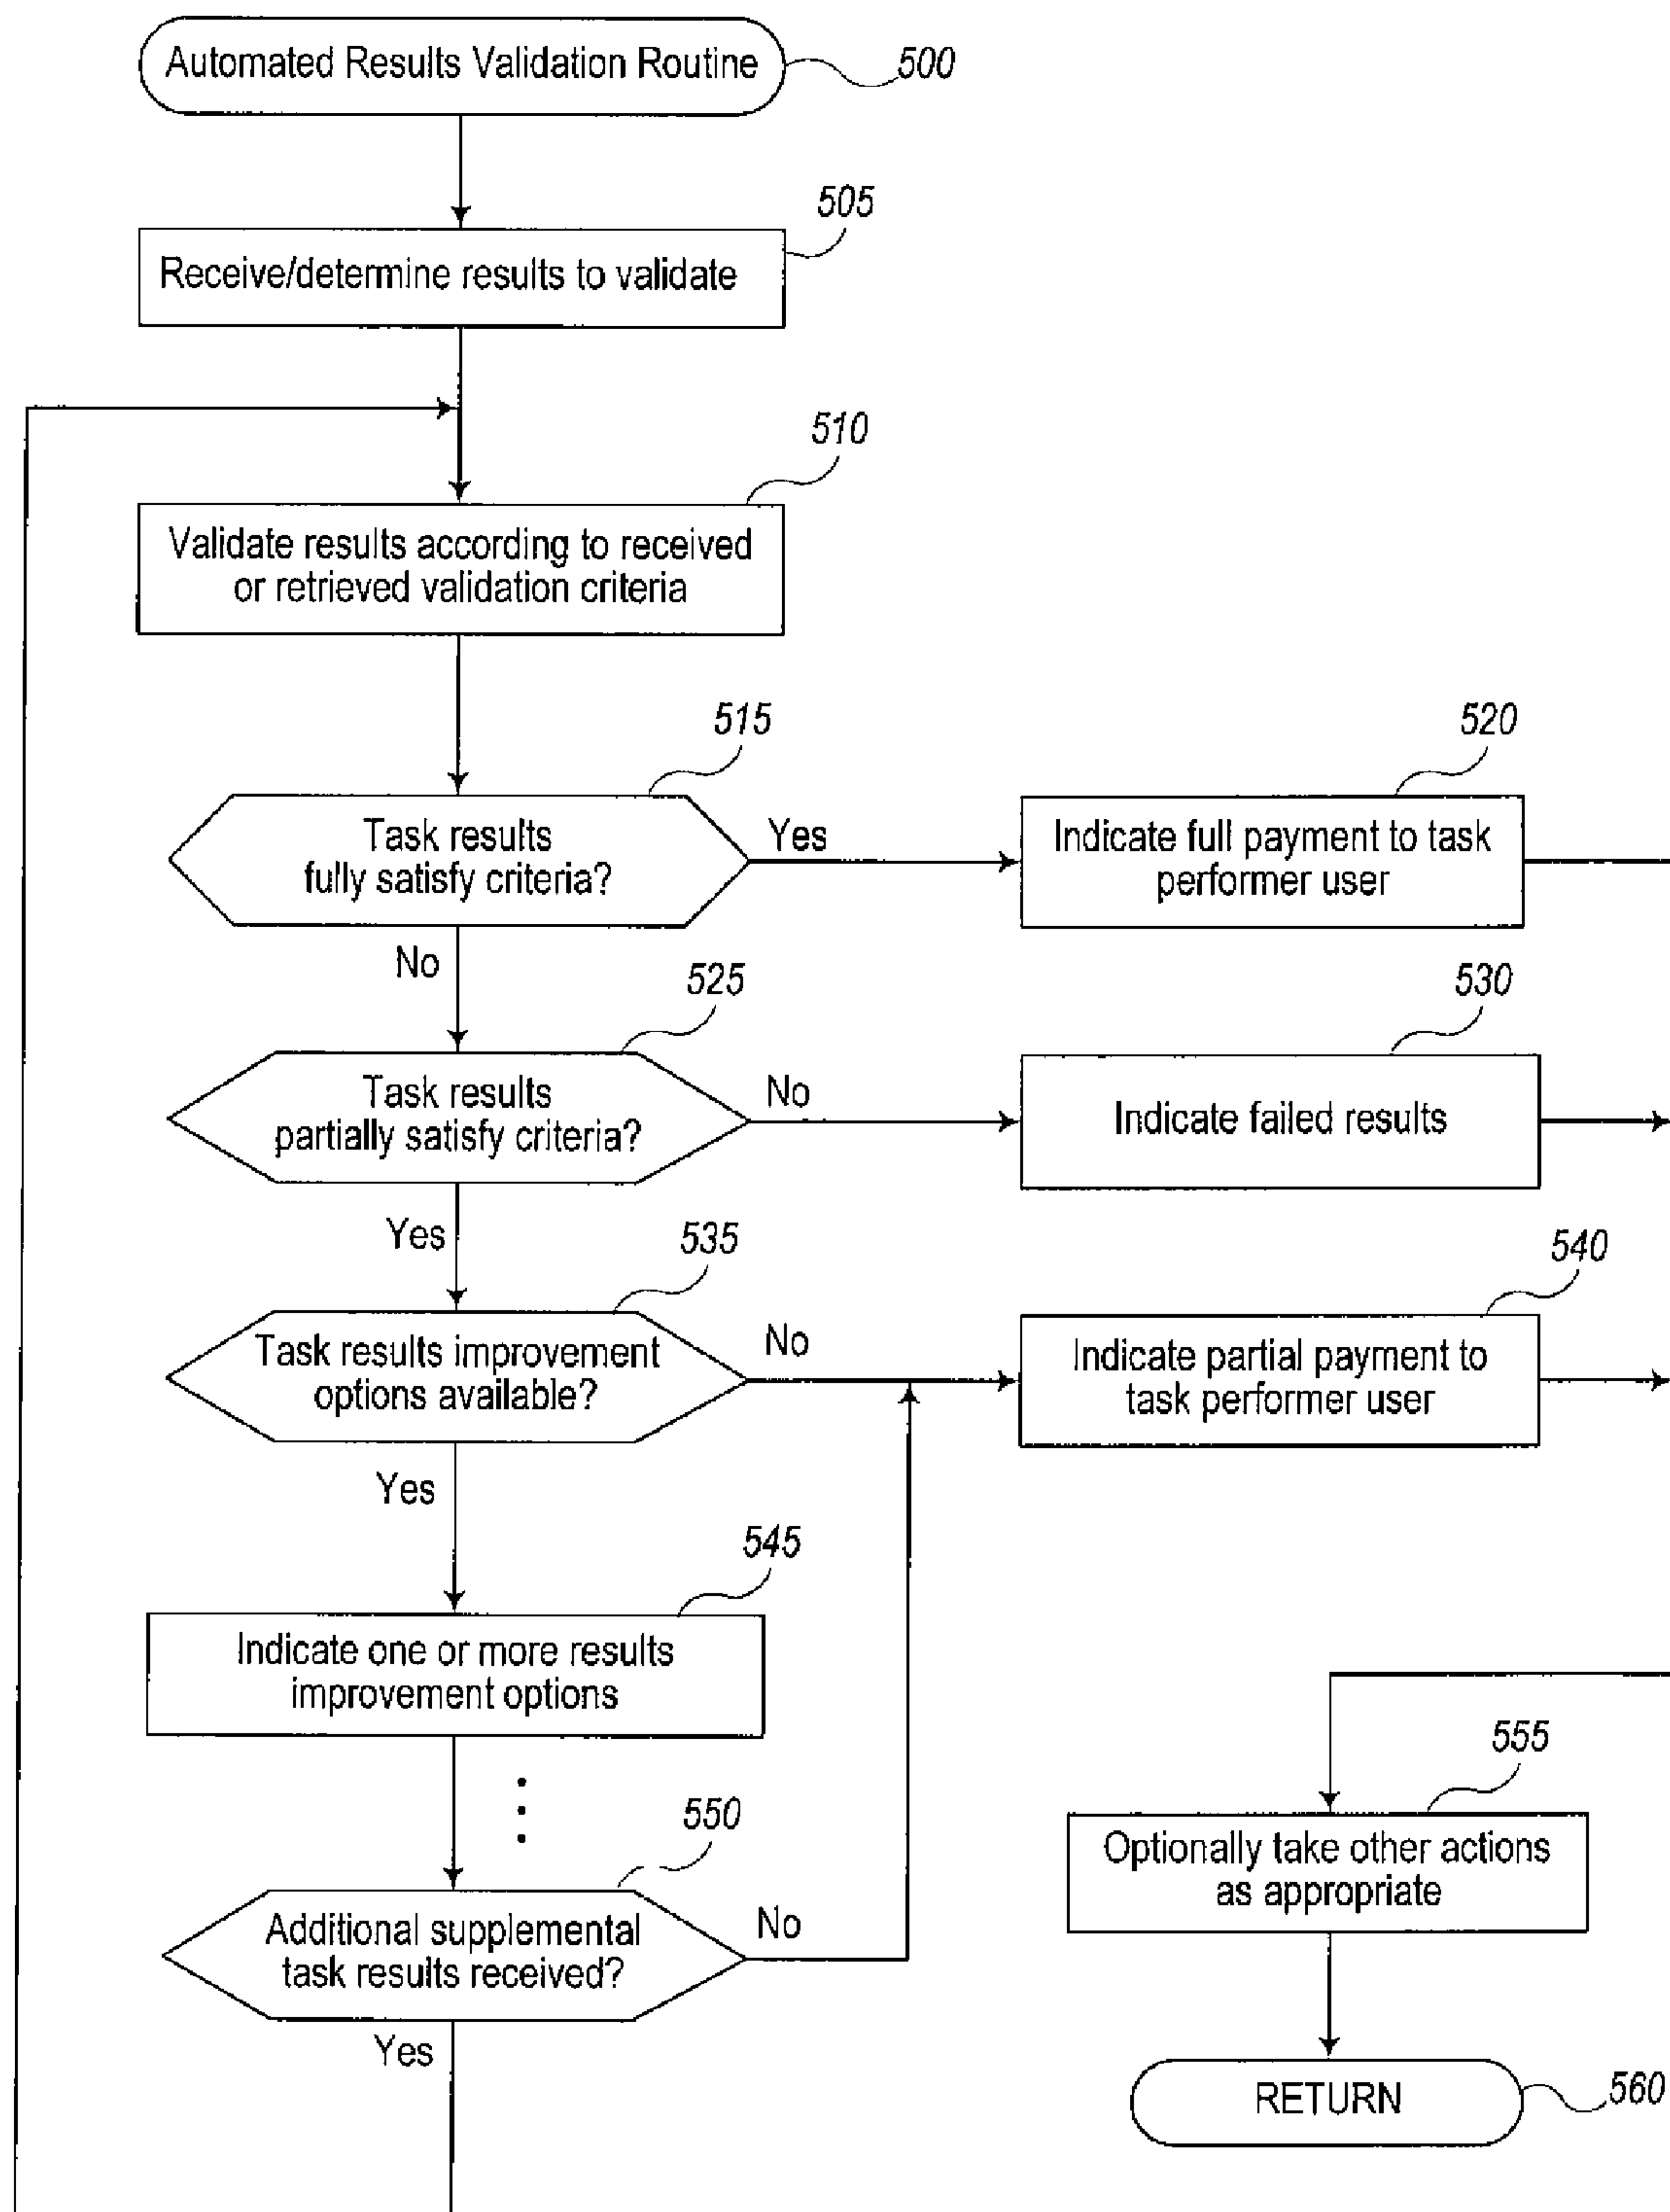 Automated Results Validation Routine
500
505
Receive/determine results to validate
510
Validate results according to received
or retrieved validation criteria
515
Task results
fully satisfy criteria?
Yes
No
520
Indicate full payment to task
performer user
525
Task results
partially satisfy criteria?
No
Yes
530
Indicate failed results
535
Task results improvement
options available?
No
Yes
540
Indicate partial payment to
task performer user
545
Indicate one or more results
improvement options
550
Additional supplemental
task results received?
No
Yes
555
Optionally take other actions
as appropriate
RETURN
560